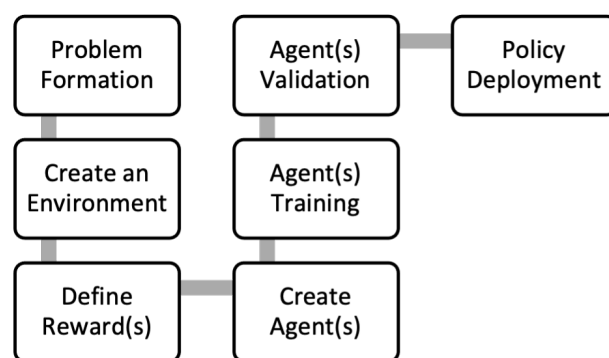 Problem
Formation
Create an
Environment
Define
Reward(s)
Create
Agent(s)
Agent(s)
Training
Agent(s)
Validation
Policy
Deployment